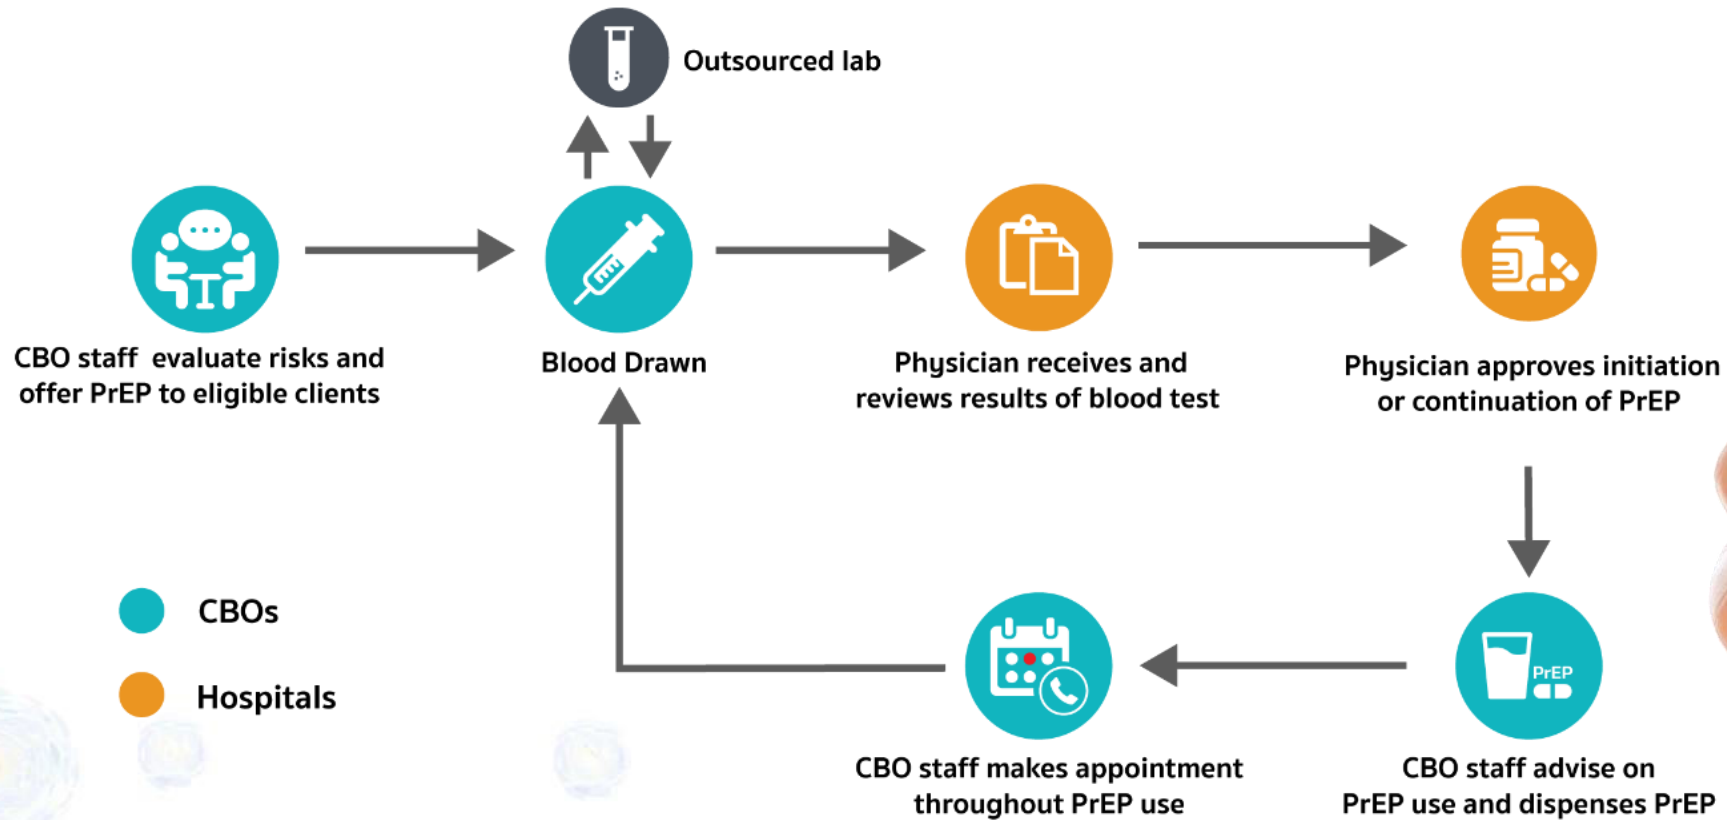 Outsourced lab
CBO staff evaluate risks and
offer PrEP to eligible clients
Blood Drawn
Physician receives and
reviews results of blood test
Physician approves initiation
or continuation of PrEP
CBOs
Hospitals
PrEP
CBO staff makes appointment
throughout PrEP use
CBO staff advise on
PrEP use and dispenses PrEP